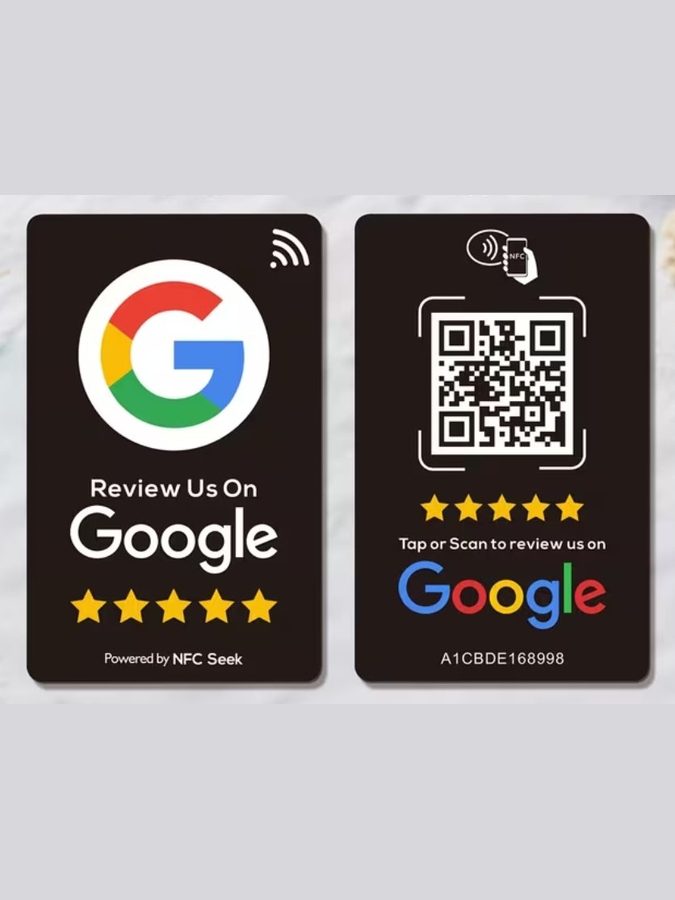 Review Us On
Google
Powered by NFC Seek
NFC
Tap or Scan to review us on
Google
A1CBDE168998